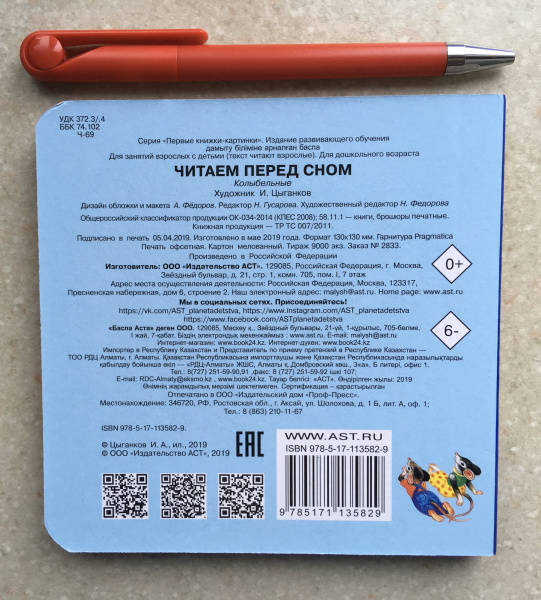 УДК 372.3/.4
ББК 74.102
Ч-69
Серия «Первые книжки-картинки». Издание развивающего обучения
дамыту біліміне арналған баспа
Для занятий взрослых с детьми (текст читают взрослые). Для дошкольного возраста
ЧИТАЕМ ПЕРЕД СНОМ
Колыбельные
Художник И. Цыганков
Дизайн обложки и макета А. Фёдоров. Редактор Н. Гусарова. Художественный редактор Н. Федорова
Общероссийский классификатор продукции ОК-034-2014 (КПЕС 2008); 58.11.1 — книги, брошюры печатные.
Книжная продукция — ТР ТС 007/2011.
Подписано в печать 05.04.2019. Изготовлено в мае 2019 года. Формат 130х130 мм. Гарнитура Pragmatica
Печать офсетная. Картон мелованный. Тираж 9000 экз. Заказ № 2833.
Произведено в Российской Федерации
Изготовитель: ООО «Издательство АСТ». 129085, Российская Федерация, г. Москва,
Звёздный бульвар, д. 21, стр. 1, комн. 705, пом. I, 7 этаж
Адрес места осуществления деятельности: Российская Федерация, Москва, 123317,
Пресненская набережная, дом 6, строение 2. Наш электронный адрес: malysh@ast.ru. Home page: www.ast.ru
Мы в социальных сетях. Присоединяйтесь!
https://vk.com/AST_planetadetstva, https://www.instagram.com/AST_planetadetstva
https://www.facebook.com/AstPlanetadetstva
«Баспа Аста» деген ООО. 129085, Мәскеу қ., Звёздный бульвары, 21-үй, 1-құрылыс, 705-бөлме,
I жай, 7-қабат. Біздің электрондық мекенжаймыз : www.ast.ru E-mail: malysh@ast.ru
Интернет-магазин: www.book24.kz. Интернет-дүкен: www.book24.kz
Импортер в Республику Казахстан и Представитель по приему претензий в Республике Казахстан —
ТОО РДЦ Алматы, г. Алматы. Қазақстан Республикасында импорттаушы және Қазақстан Республикасында наразылықтарды
қабылдау бойынша өкіл — «РДЦ-Алматы» ЖШС, Алматы қ.,Домбровский көш., 3«а», Б литері, офис 1.
Тел.: 8(727) 251-59-90,91 ,факс: 8 (727) 251-59-92 ішкі 107;
E-mail: RDC-Almaty@eksmo.kz , www.book24.kz , Тауар белгісі: «АСТ». Өндірілген жылы: 2019
Өнімнің жарамдылық мерзімі шектелмеген. Сертификация – қарастырылған
Отпечатано в ООО «Издательский дом «Проф-Пресс».
Местонахождение: 346720, РФ, Ростовская обл., г. Аксай, ул. Шолохова, д. 1 Б, лит. А, оф. 1;
Тел.: 8 (863) 210-11-67
0+
6-
ISBN 978-5-17-113582-9.
© Цыганков И. А., ил., 2019
© ООО «Издательство АСТ», 2019
EAC
WWW.AST.RU
ISBN 978-5-17-113582-9
9 785171 135829